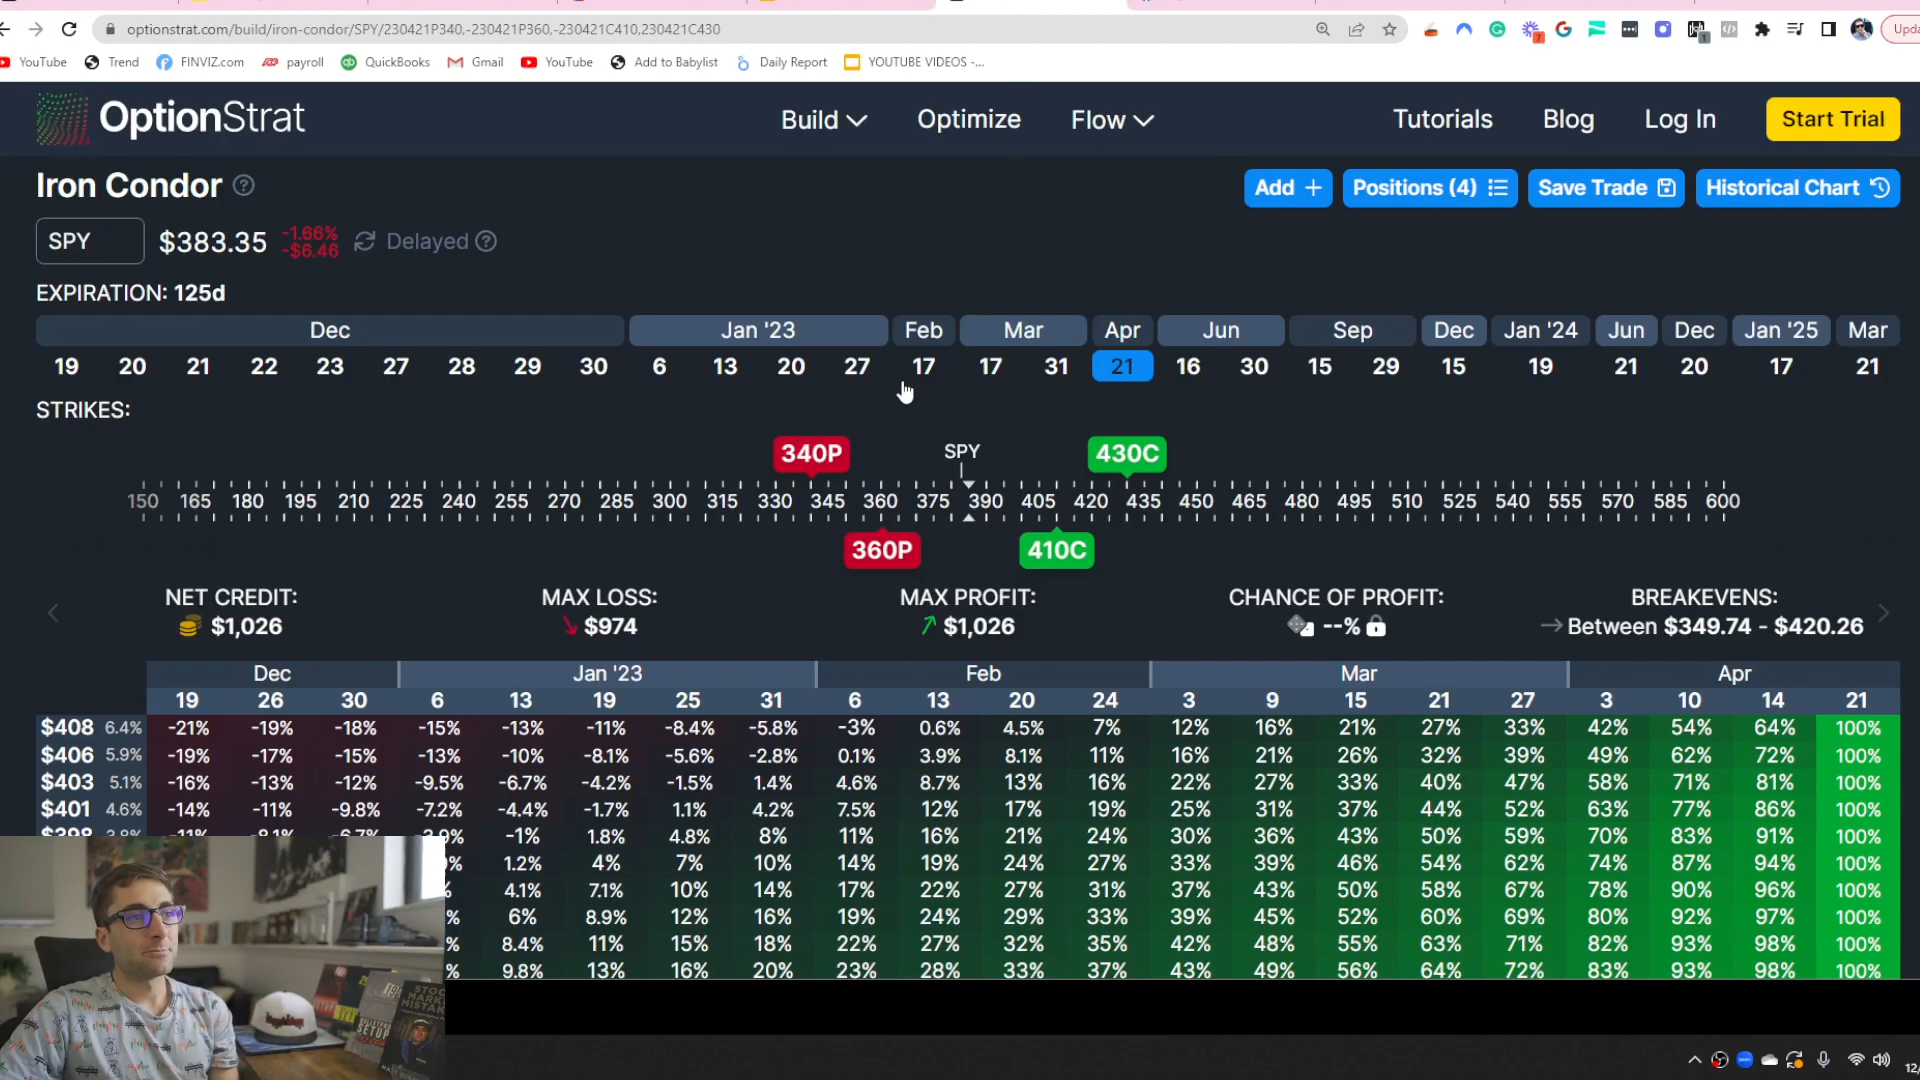 optionstrat.com/build/iron-condor/SPY/230421P340,-230421P360,-230421C410,230421C430
7
1
Upda
YouTube Trend FINVIZ.com payroll QuickBooks Gmail YouTube Add to Babylist Daily Report YOUTUBE VIDEOS -...
OptionStrat Build Optimize Flow Tutorials Blog Log In Start Trial
Iron Condor ? Add + Positions (4) Save Trade Historical Chart
SPY $383.35 -1.66% -$6.46 Delayed ?
EXPIRATION: 125d
Dec Jan '23 Feb Mar Apr Jun Sep Dec Jan '24 Jun Dec Jan '25 Mar
19 20 21 22 23 27 28 29 30 6 13 20 27 17 17 31 21 16 30 15 29 15 19 21 20 17 21
STRIKES:
340P SPY 430C
150 165 180 195 210 225 240 255 270 285 300 315 330 345 360 375 390 405 420 435 450 465 480 495 510 525 540 555 570 585 600
360P 410C
NET CREDIT: MAX LOSS: MAX PROFIT: CHANCE OF PROFIT: BREAKEVENS:
$1,026 $974 $1,026 --% Between $349.74 - $420.26
Dec Jan '23 Feb Mar Apr
19 26 30 6 13 19 25 31 6 13 20 24 3 9 15 21 27 3 10 14 21
$408 6.4% -21% -19% -18% -15% -13% -11% -8.4% -5.8% -3% 0.6% 4.5% 7% 12% 16% 21% 27% 33% 42% 54% 64% 100%
$406 5.9% -19% -17% -15% -13% -10% -8.1% -5.6% -2.8% 0.1% 3.9% 8.1% 11% 16% 21% 26% 32% 39% 49% 62% 72% 100%
$403 5.1% -16% -13% -12% -9.5% -6.7% -4.2% -1.5% 1.4% 4.6% 8.7% 13% 16% 22% 27% 33% 40% 47% 58% 71% 81% 100%
$401 4.6% -14% -11% -9.8% -7.2% -4.4% -1.7% 1.1% 4.2% 7.5% 12% 17% 19% 25% 31% 37% 44% 52% 63% 77% 86% 100%
$398 3.8% -11% -8.1% -6.7% -3.9% -1% 1.8% 4.8% 8% 11% 16% 21% 24% 30% 36% 43% 50% 59% 70% 83% 91% 100%
% 1.2% 4% 7% 10% 14% 19% 24% 27% 33% 39% 46% 54% 62% 74% 87% 94% 100%
4.1% 7.1% 10% 14% 17% 22% 27% 31% 37% 43% 50% 58% 67% 78% 90% 96% 100%
% 6% 8.9% 12% 16% 19% 24% 29% 33% 39% 45% 52% 60% 69% 80% 92% 97% 100%
% 8.4% 11% 15% 18% 22% 27% 32% 35% 42% 48% 55% 63% 71% 82% 93% 98% 100%
% 9.8% 13% 16% 20% 23% 28% 33% 37% 43% 49% 56% 64% 72% 83% 93% 98% 100%
STOCK
MARKET
MISTAKES
SETUP
12/